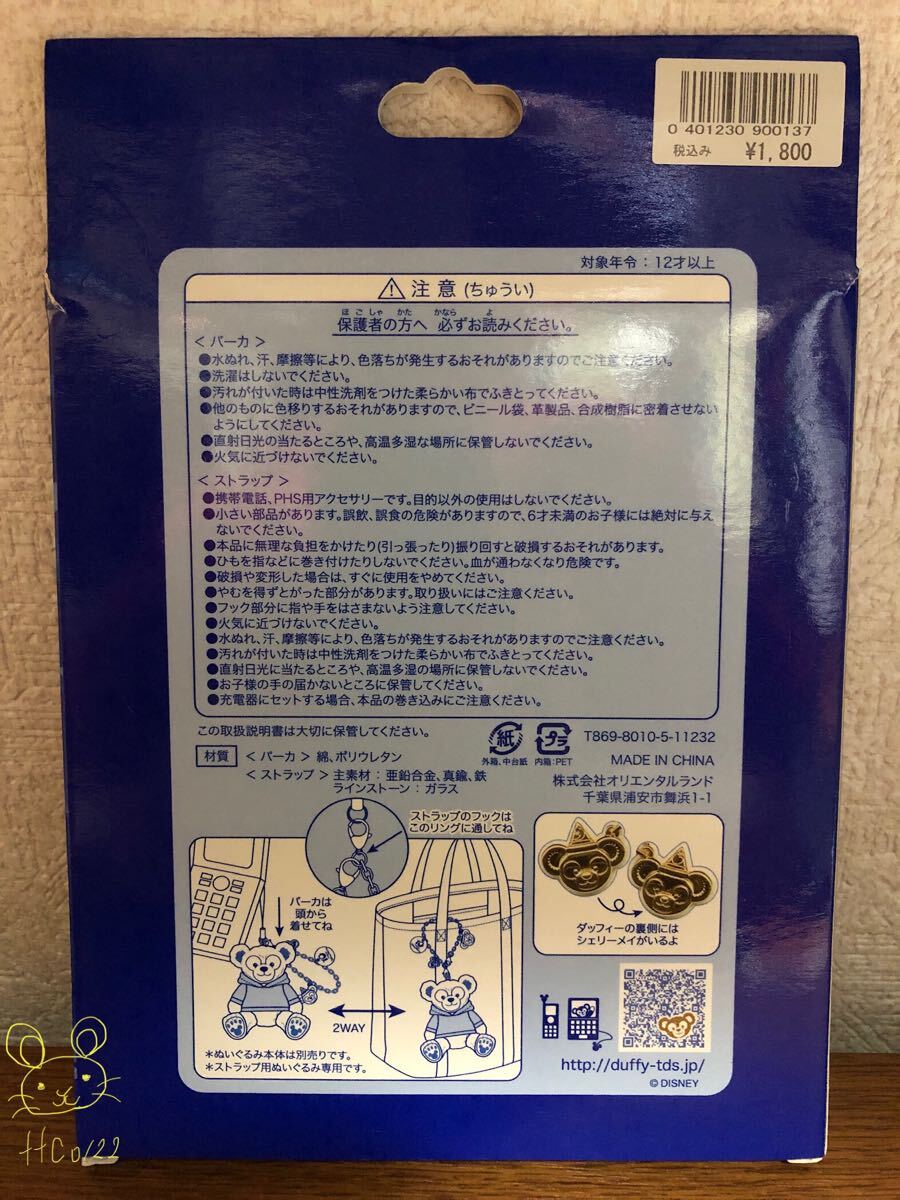 0 401230 900137
税込み ¥1,800
対象年令：12才以上
注意 (ちゅうい)
ほごしゃ かた かなら よ
保護者の方へ 必ずお読みください。
＜ パーカ ＞
●水ぬれ、汗、摩擦等により、色落ちが発生するおそれがありますのでご注意ください。
●洗濯はしないでください。
●汚れが付いた時は中性洗剤をつけた柔らかい布でふきとってください。
●他のものに色移りするおそれがありますので、ビニール袋、革製品、合成樹脂に密着させない
ようにしてください。
●直射日光の当たるところや、高温多湿な場所に保管しないでください。
●火気に近づけないでください。
＜ ストラップ ＞
●携帯電話、PHS用アクセサリーです。目的以外の使用はしないでください。
●小さい部品があります。誤飲、誤食の危険がありますので、6才未満のお子様には絶対に与え
ないでください。
●本品に無理な負担をかけたり(引っ張ったり)振り回すと破損するおそれがあります。
●ひもを指などに巻き付けたりしないでください。血が通わなくなり危険です。
●破損や変形した場合は、すぐに使用をやめてください。
●やむを得ずとがった部分があります。取り扱いにはご注意ください。
●フック部分に指や手をはさまないよう注意してください。
●火気に近づけないでください。
●水ぬれ、汗、摩擦等により、色落ちが発生するおそれがありますのでご注意ください。
●汚れが付いた時は中性洗剤をつけた柔らかい布でふきとってください。
●直射日光に当たるところや、高温多湿の場所に保管しないでください。
●お子様の手の届かないところに保管してください。
●充電器にセットする場合、本品の巻き込みにご注意ください。
この取扱説明書は大切に保管してください。
紙
外箱、中台紙
プラ
内箱：PET
T869-8010-5-11232
材質 ＜ パーカ ＞ 綿、ポリウレタン
MADE IN CHINA
＜ ストラップ ＞ 主素材：亜鉛合金、真鍮、鉄
ラインストーン：ガラス
株式会社オリエンタルランド
千葉県浦安市舞浜1-1
ストラップのフックは
このリングに通してね
パーカは
頭から
着せてね
2WAY
＊ぬいぐるみ本体は別売りです。
＊ストラップ用ぬいぐるみ専用です。
ダッフィーの裏側には
シェリーメイがいるよ
http://duffy-tds.jp/
© DISNEY
HCO122